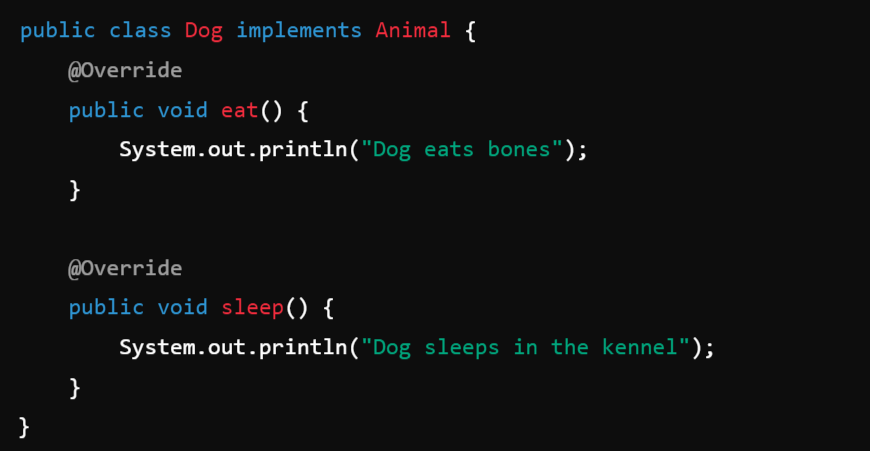 public class Dog implements Animal {
    @Override
    public void eat() {
        System.out.println("Dog eats bones");
    }

    @Override
    public void sleep() {
        System.out.println("Dog sleeps in the kennel");
    }
}